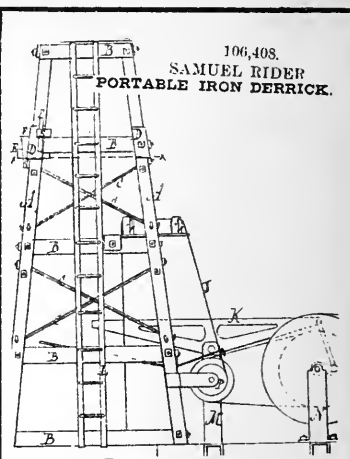 106,408.
SAMUEL RIDER
PORTABLE IRON DERRICK.
B
B
D
A
A
B
h
h
J
K
B
L
P
M
N
B